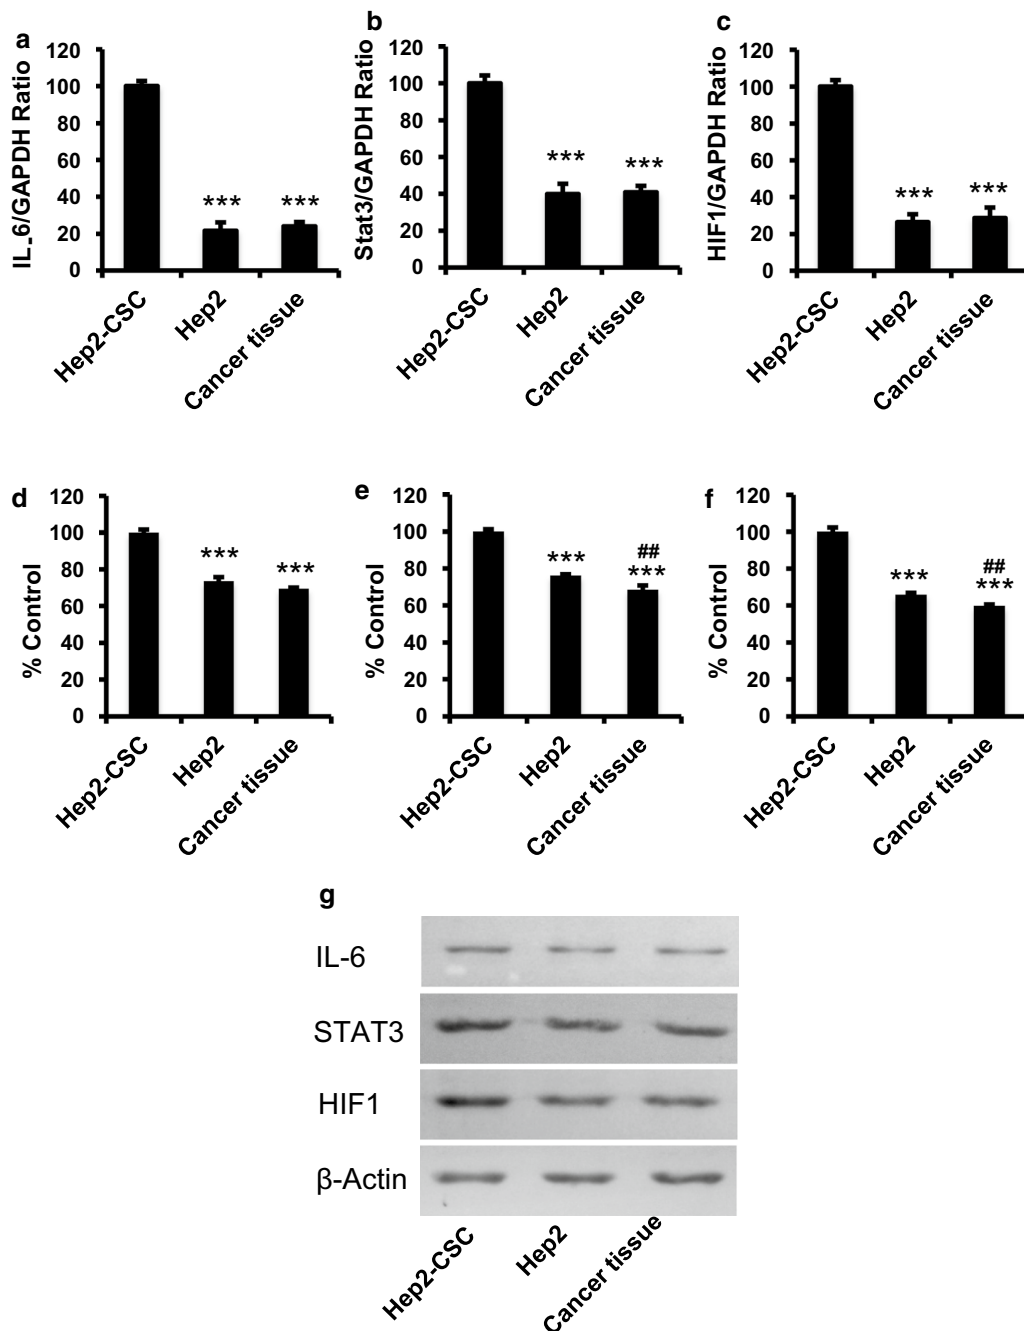 a
IL-6/GAPDH Ratio
120
100
80
60
40
20
0
***
***
Hep2-CSC
Hep2
Cancer tissue
b
Stat3/GAPDH Ratio
120
100
80
60
40
20
0
***
***
Hep2-CSC
Hep2
Cancer tissue
c
HIF1/GAPDH Ratio
120
100
80
60
40
20
0
***
***
Hep2-CSC
Hep2
Cancer tissue
d
% Control
120
100
80
60
40
20
0
***
***
Hep2-CSC
Hep2
Cancer tissue
e
% Control
120
100
80
60
40
20
0
***
##
***
Hep2-CSC
Hep2
Cancer tissue
f
% Control
120
100
80
60
40
20
0
***
##
***
Hep2-CSC
Hep2
Cancer tissue
g
IL-6
STAT3
HIF1
β-Actin
Hep2-CSC
Hep2
Cancer tissue